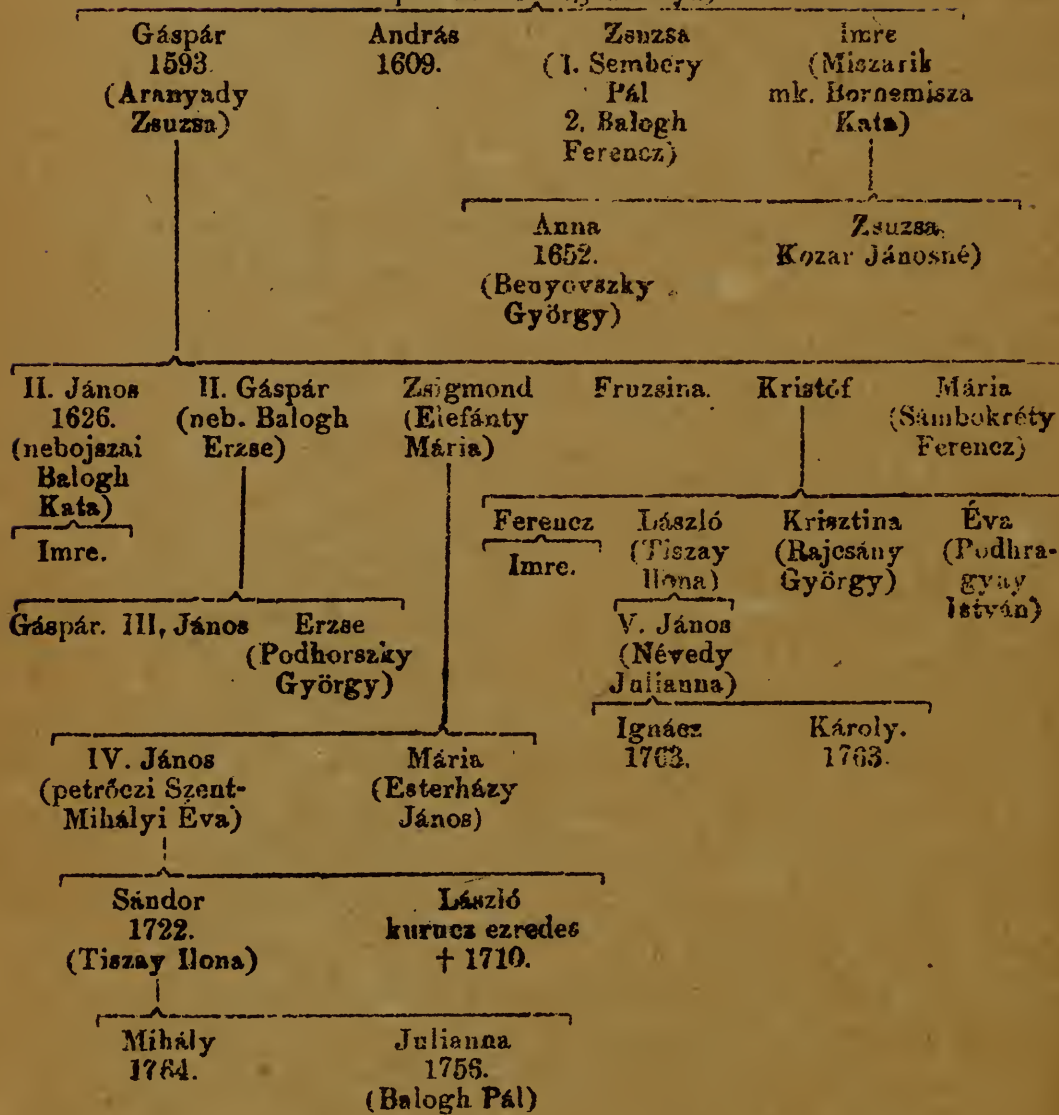 Gáspár András Zsuzsa Imre
1593. 1609. (1. Sembery (Miszarik
(Aranyady Pál mk. Bornemisza
Zsuzsa) 2. Balogh Kata)
Ferencz)
Anna Zsuzsa
1652. Kozar Jánosné)
(Benyovszky
György)
II. János II. Gáspár Zsigmond Fruzsina. Kristóf Mária
1626. (neb. Balogh (Elefánty (Sámbokréty
(nebojszai Erzse) Mária) Ferencz)
Balogh
Kata)
Imre.
Ferencz László Krisztina Éva
Imre. (Tiszay (Rajcsány (Podhra-
Ilona) György) gyay
István)
Gáspár. III, János Erzse
(Podhorszky
György)
V. János
(Névedy
Julianna)
Ignácz Károly.
1763. 1763.
IV. János Mária
(petrőczi Szent- (Esterházy
Mihályi Éva) János)
Sándor László
1722. kurucz ezredes
(Tiszay Ilona) † 1710.
Mihály Julianna
1764. 1756.
(Balogh Pál)